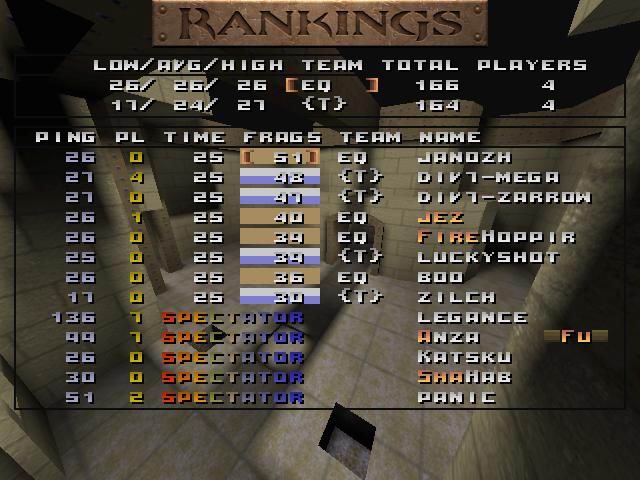 RANKINGS
LOW/AVG/HIGH TEAM TOTAL PLAYERS
26/ 26/ 26 [EQ ] 166 4
17/ 24/ 27 {T} 164 4
PING PL TIME FRAGS TEAM NAME
26 0 25 [ 51] EQ JANOZH
27 4 25 48 {T} DIV7-MEGA
27 0 25 47 {T} DIV7-ZARROW
26 1 25 40 EQ JEZ
26 0 25 39 EQ FIREHOPPIR
25 0 25 39 {T} LUCKYSHOT
26 0 25 36 EQ BOO
17 0 25 30 {T} ZILCH
136 7 SPECTATOR LEGANCE
99 7 SPECTATOR ANZA FU
26 0 SPECTATOR KATSKU
30 0 SPECTATOR SHAHAB
51 2 SPECTATOR PANIC